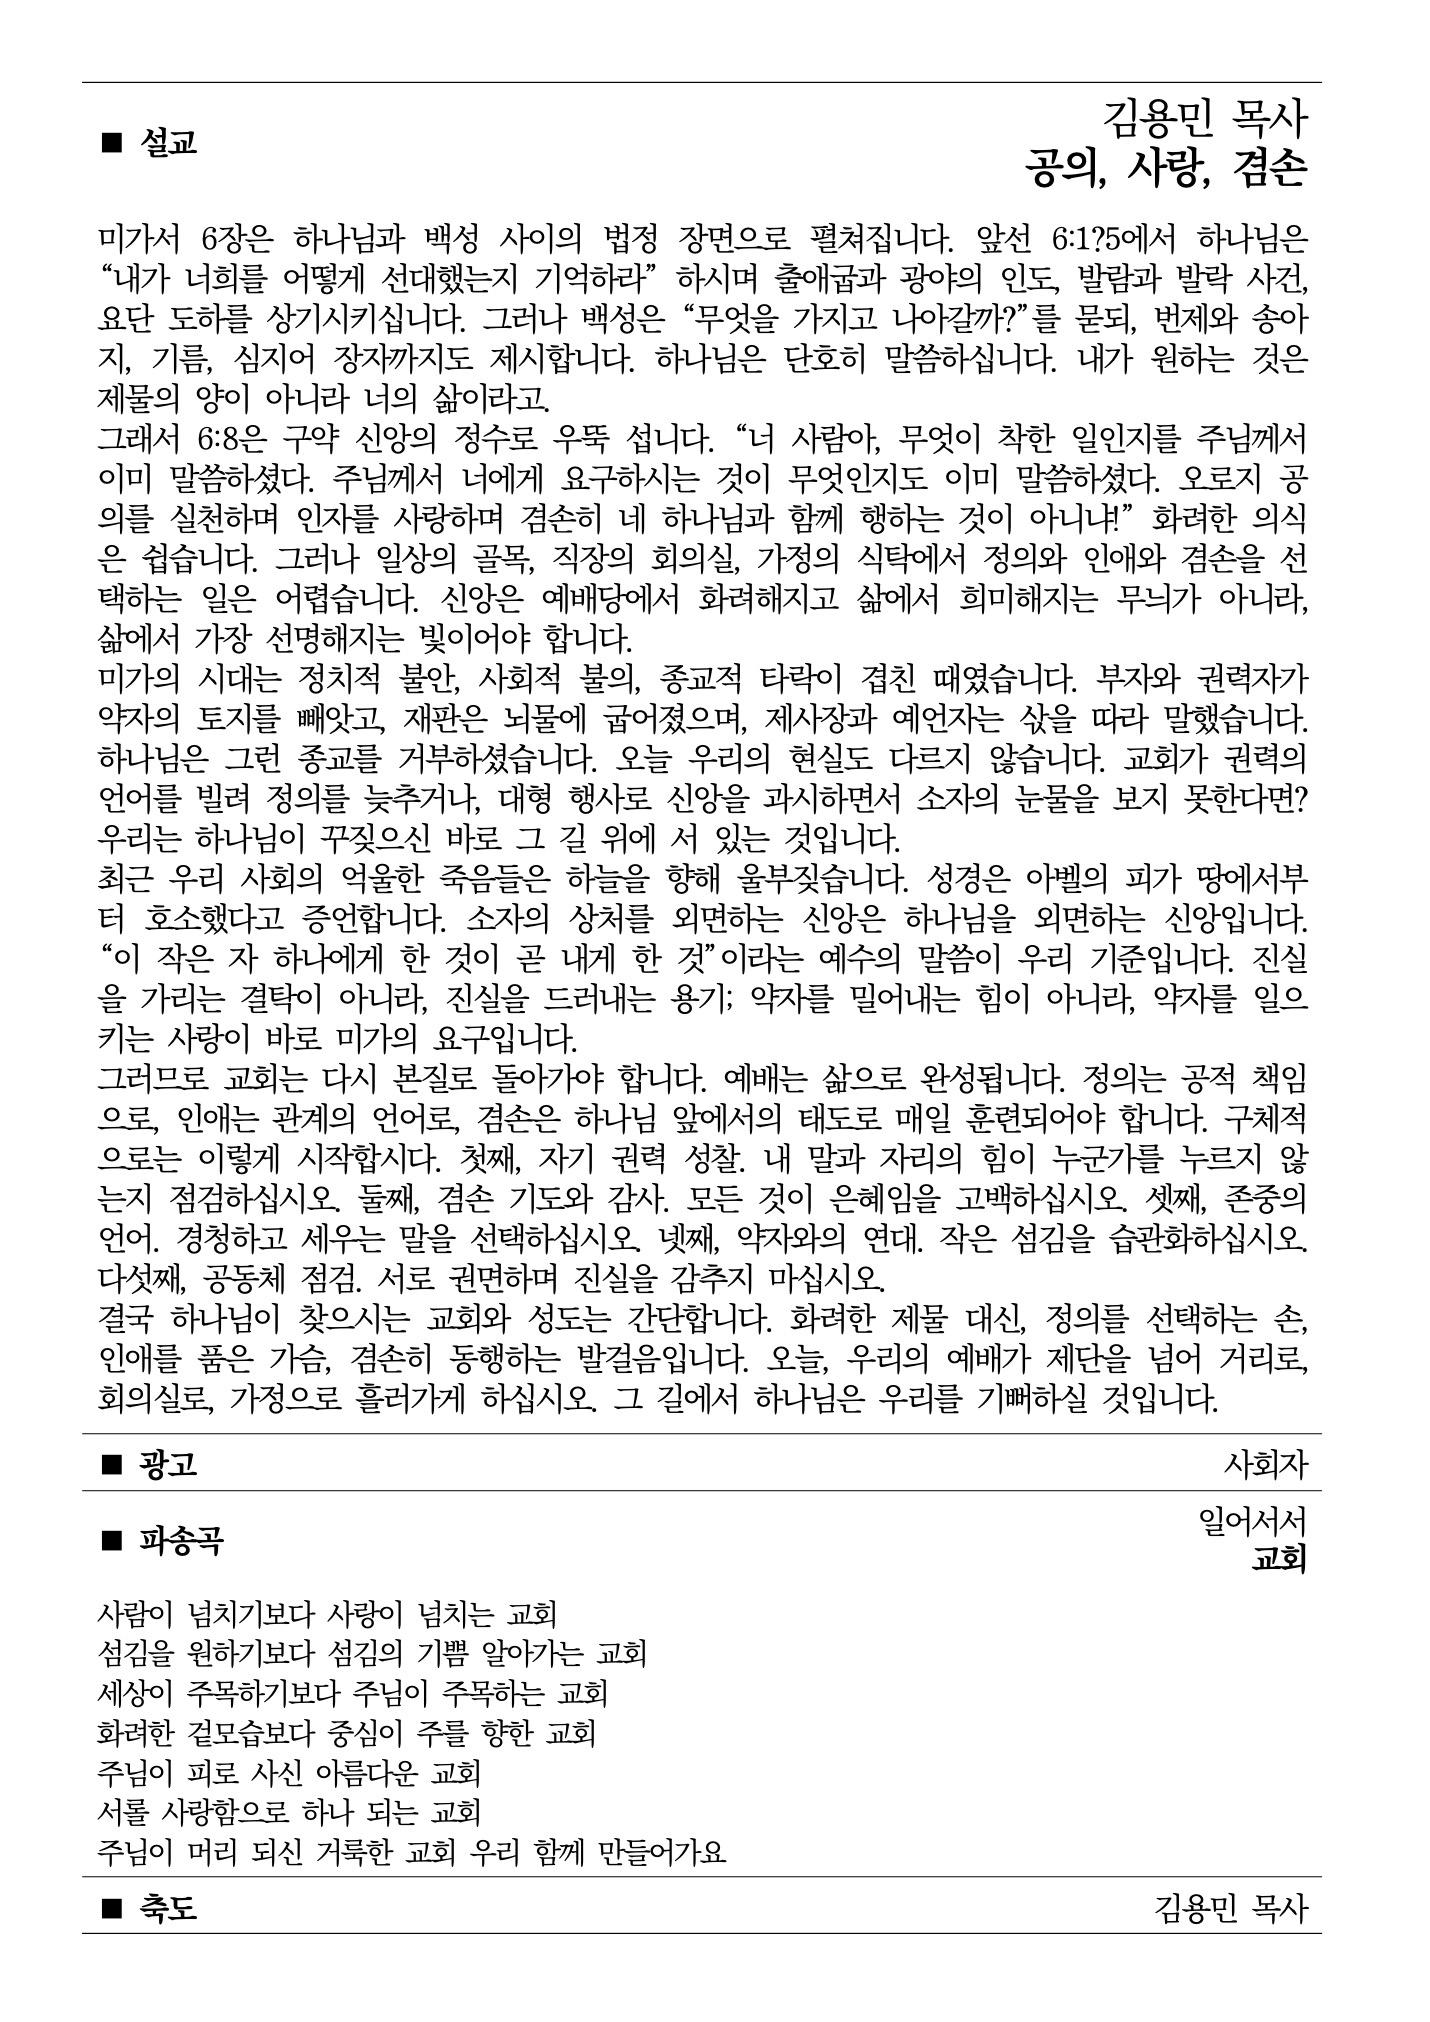 ■ 설교
김용민 목사
공의, 사랑, 겸손
미가서 6장은 하나님과 백성 사이의 법정 장면으로 펼쳐집니다. 앞선 6:1?5에서 하나님은
“내가 너희를 어떻게 선대했는지 기억하라” 하시며 출애굽과 광야의 인도, 발람과 발락 사건,
요단 도하를 상기시키십니다. 그러나 백성은 “무엇을 가지고 나아갈까?”를 묻되, 번제와 송아
지, 기름, 심지어 장자까지도 제시합니다. 하나님은 단호히 말씀하십니다. 내가 원하는 것은
제물의 양이 아니라 너의 삶이라고.
그래서 6:8은 구약 신앙의 정수로 우뚝 섭니다. “너 사람아, 무엇이 착한 일인지를 주님께서
이미 말씀하셨다. 주님께서 너에게 요구하시는 것이 무엇인지도 이미 말씀하셨다. 오로지 공
의를 실천하며 인자를 사랑하며 겸손히 네 하나님과 함께 행하는 것이 아니냐!” 화려한 의식
은 쉽습니다. 그러나 일상의 골목, 직장의 회의실, 가정의 식탁에서 정의와 인애와 겸손을 선
택하는 일은 어렵습니다. 신앙은 예배당에서 화려해지고 삶에서 희미해지는 무늬가 아니라,
삶에서 가장 선명해지는 빛이어야 합니다.
미가의 시대는 정치적 불안, 사회적 불의, 종교적 타락이 겹친 때였습니다. 부자와 권력자가
약자의 토지를 빼앗고, 재판은 뇌물에 굽어졌으며, 제사장과 예언자는 삯을 따라 말했습니다.
하나님은 그런 종교를 거부하셨습니다. 오늘 우리의 현실도 다르지 않습니다. 교회가 권력의
언어를 빌려 정의를 늦추거나, 대형 행사로 신앙을 과시하면서 소자의 눈물을 보지 못한다면?
우리는 하나님이 꾸짖으신 바로 그 길 위에 서 있는 것입니다.
최근 우리 사회의 억울한 죽음들은 하늘을 향해 울부짖습니다. 성경은 아벨의 피가 땅에서부
터 호소했다고 증언합니다. 소자의 상처를 외면하는 신앙은 하나님을 외면하는 신앙입니다.
“이 작은 자 하나에게 한 것이 곧 내게 한 것”이라는 예수의 말씀이 우리 기준입니다. 진실
을 가리는 결탁이 아니라, 진실을 드러내는 용기; 약자를 밀어내는 힘이 아니라, 약자를 일으
키는 사랑이 바로 미가의 요구입니다.
그러므로 교회는 다시 본질로 돌아가야 합니다. 예배는 삶으로 완성됩니다. 정의는 공적 책임
으로, 인애는 관계의 언어로, 겸손은 하나님 앞에서의 태도로 매일 훈련되어야 합니다. 구체적
으로는 이렇게 시작합시다. 첫째, 자기 권력 성찰. 내 말과 자리의 힘이 누군가를 누르지 않
는지 점검하십시오. 둘째, 겸손 기도와 감사. 모든 것이 은혜임을 고백하십시오. 셋째, 존중의
언어. 경청하고 세우는 말을 선택하십시오. 넷째, 약자와의 연대. 작은 섬김을 습관화하십시오.
다섯째, 공동체 점검. 서로 권면하며 진실을 감추지 마십시오.
결국 하나님이 찾으시는 교회와 성도는 간단합니다. 화려한 제물 대신, 정의를 선택하는 손,
인애를 품은 가슴, 겸손히 동행하는 발걸음입니다. 오늘, 우리의 예배가 제단을 넘어 거리로,
회의실로, 가정으로 흘러가게 하십시오. 그 길에서 하나님은 우리를 기뻐하실 것입니다.
■ 광고 사회자
■ 파송곡
일어서서
교회
사람이 넘치기보다 사랑이 넘치는 교회
섬김을 원하기보다 섬김의 기쁨 알아가는 교회
세상이 주목하기보다 주님이 주목하는 교회
화려한 겉모습보다 중심이 주를 향한 교회
주님이 피로 사신 아름다운 교회
서롤 사랑함으로 하나 되는 교회
주님이 머리 되신 거룩한 교회 우리 함께 만들어가요
■ 축도 김용민 목사